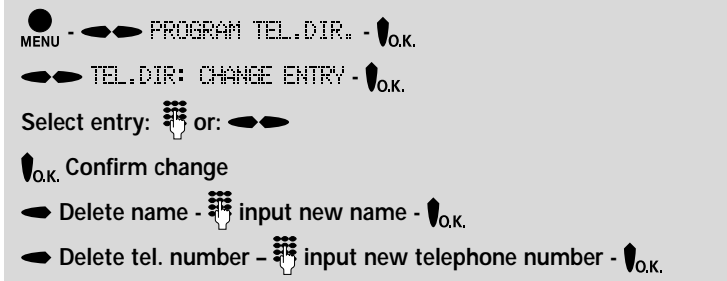 MENU - PROGRAM TEL.DIR. - O.K.
TEL.DIR: CHANGE ENTRY - O.K.
Select entry: or:
O.K. Confirm change
Delete name - input new name - O.K.
Delete tel. number – input new telephone number - O.K.